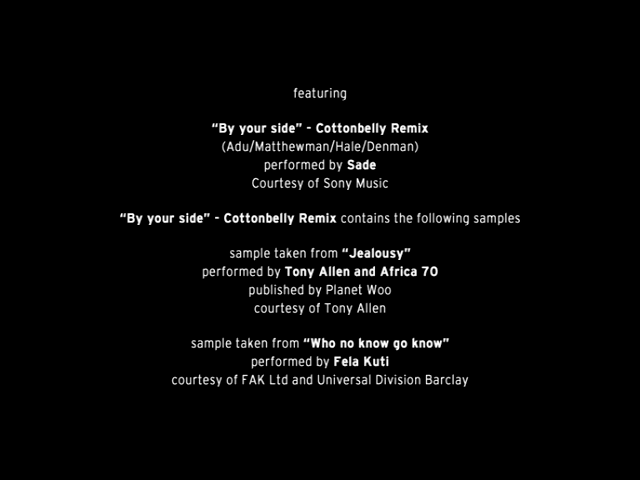 featuring
“By your side” - Cottonbelly Remix
(Adu/Matthewman/Hale/Denman)
performed by Sade
Courtesy of Sony Music
“By your side” - Cottonbelly Remix contains the following samples
sample taken from “Jealousy”
performed by Tony Allen and Africa 70
published by Planet Woo
courtesy of Tony Allen
sample taken from “Who no know go know”
performed by Fela Kuti
courtesy of FAK Ltd and Universal Division Barclay